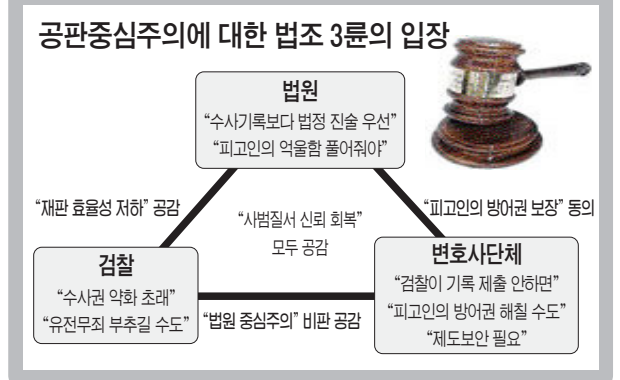 공판중심주의에 대한 법조 3륜의 입장
법원
“수사기록보다 법정 진술 우선”
“피고인의 억울함 풀어줘야”
“재판 효율성 저하” 공감
“피고인의 방어권 보장” 동의
“사법질서 신뢰 회복”
모두 공감
검찰
“수사권 약화 초래”
“유전무죄 부추길 수도”
“법원 중심주의” 비판 공감
변호사단체
“검찰이 기록 제출 안하면”
“피고인의 방어권 해칠 수도”
“제도보안 필요”